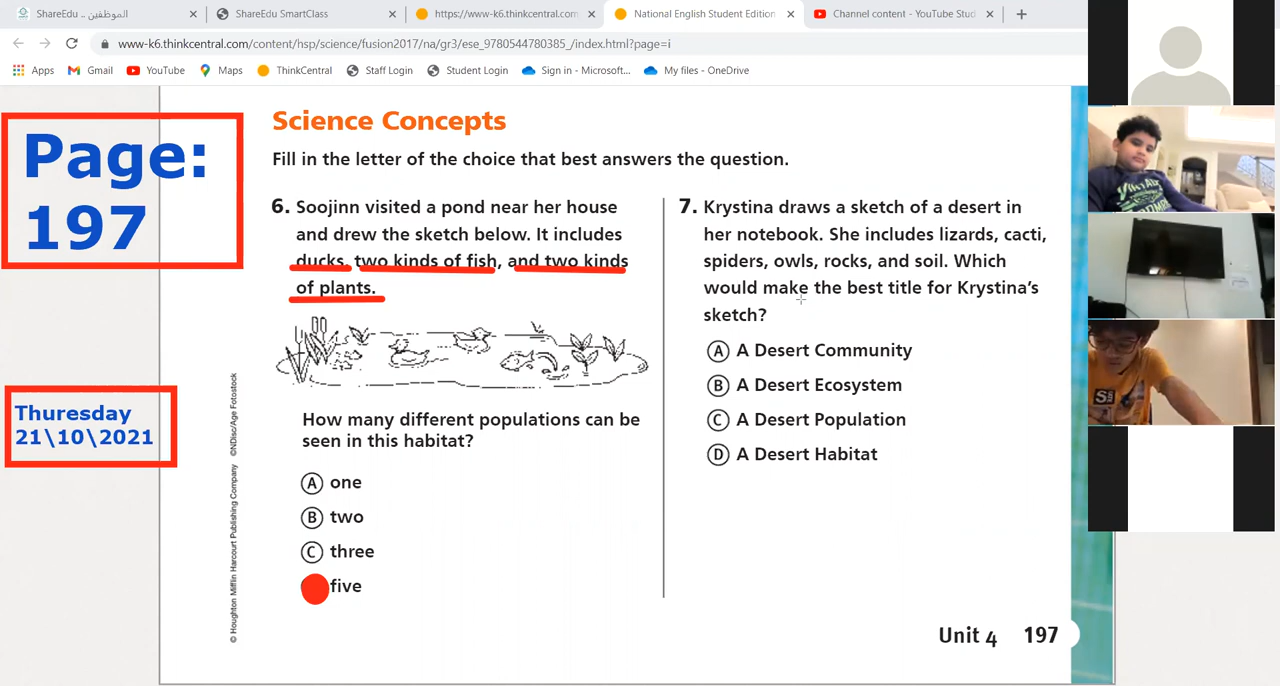 ShareEdu .. الموظفين
ShareEdu SmartClass
https://www-k6.thinkcentral.com
National English Student Edition
Channel content - YouTube Stud
www-k6.thinkcentral.com/content/hsp/science/fusion2017/na/gr3/ese_9780544780385_/index.html?page=i
Apps
Gmail
YouTube
Maps
ThinkCentral
Staff Login
Student Login
Sign in - Microsoft...
My files - OneDrive
Page:
197
Thuresday
21\10\2021
Science Concepts
Fill in the letter of the choice that best answers the question.
6. Soojinn visited a pond near her house
and drew the sketch below. It includes
ducks, two kinds of fish, and two kinds
of plants.
How many different populations can be
seen in this habitat?
A one
B two
C three
five
7. Krystina draws a sketch of a desert in
her notebook. She includes lizards, cacti,
spiders, owls, rocks, and soil. Which
would make the best title for Krystina's
sketch?
A A Desert Community
B A Desert Ecosystem
C A Desert Population
D A Desert Habitat
© Houghton Mifflin Harcourt Publishing Company ©NDisc/Age Fotostock
Unit 4 197